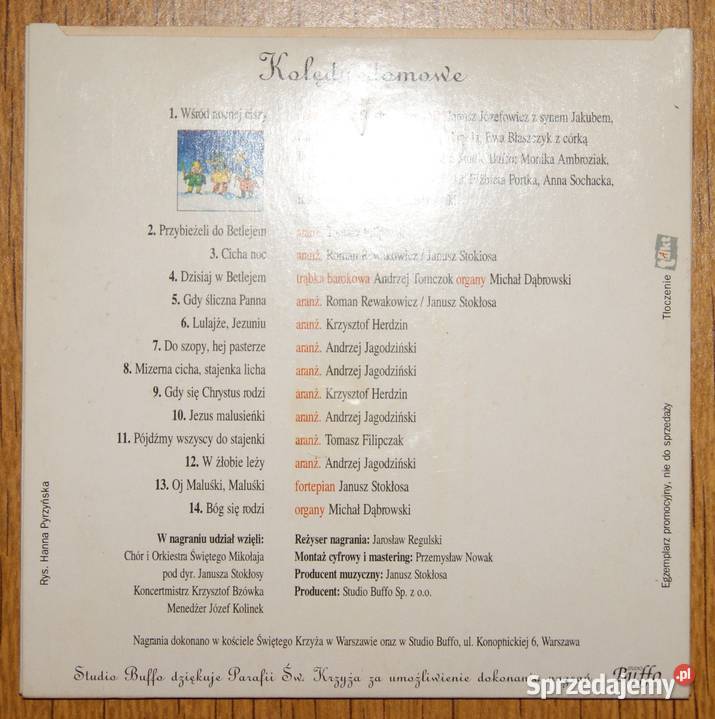 Kolędy domowe
1. Wśród nocnej ciszy
Janusz Józefowicz z synem Jakubem,
Ewa Błaszczyk z córką
Monika Ambroziak,
Elżbieta Portka, Anna Sochacka,
2. Przybieżeli do Betlejem aranż.
3. Cicha noc aranż. Roman Rewakowicz / Janusz Stokłosa
4. Dzisiaj w Betlejem trąbka barokowa Andrzej Tomczok organy Michał Dąbrowski
5. Gdy śliczna Panna aranż. Roman Rewakowicz / Janusz Stokłosa
6. Lulajże, Jezuniu aranż. Krzysztof Herdzin
7. Do szopy, hej pasterze aranż. Andrzej Jagodziński
8. Mizerna cicha, stajenka licha aranż. Andrzej Jagodziński
9. Gdy się Chrystus rodzi aranż. Krzysztof Herdzin
10. Jezus malusieńki aranż. Andrzej Jagodziński
11. Pójdźmy wszyscy do stajenki aranż. Tomasz Filipczak
12. W żłobie leży aranż. Andrzej Jagodziński
13. Oj Maluśki, Maluśki fortepian Janusz Stokłosa
14. Bóg się rodzi organy Michał Dąbrowski
W nagraniu udział wzięli:
Chór i Orkiestra Świętego Mikołaja
pod dyr. Janusza Stokłosy
Koncertmistrz Krzysztof Bzówka
Menedżer Józef Kolinek
Reżyser nagrania: Jarosław Regulski
Montaż cyfrowy i mastering: Przemysław Nowak
Producent muzyczny: Janusz Stokłosa
Producent: Studio Buffo Sp. z o.o.
Nagrania dokonano w kościele Świętego Krzyża w Warszawie oraz w Studio Buffo, ul. Konopnickiej 6, Warszawa
Studio Buffo dziękuje Parafii Św. Krzyża za umożliwienie dokonania nagrań
Buffo
Rys. Hanna Pyrzyńska
Egzemplarz promocyjny, nie do sprzedaży
Tłoczenie
Sprzedajemy.pl